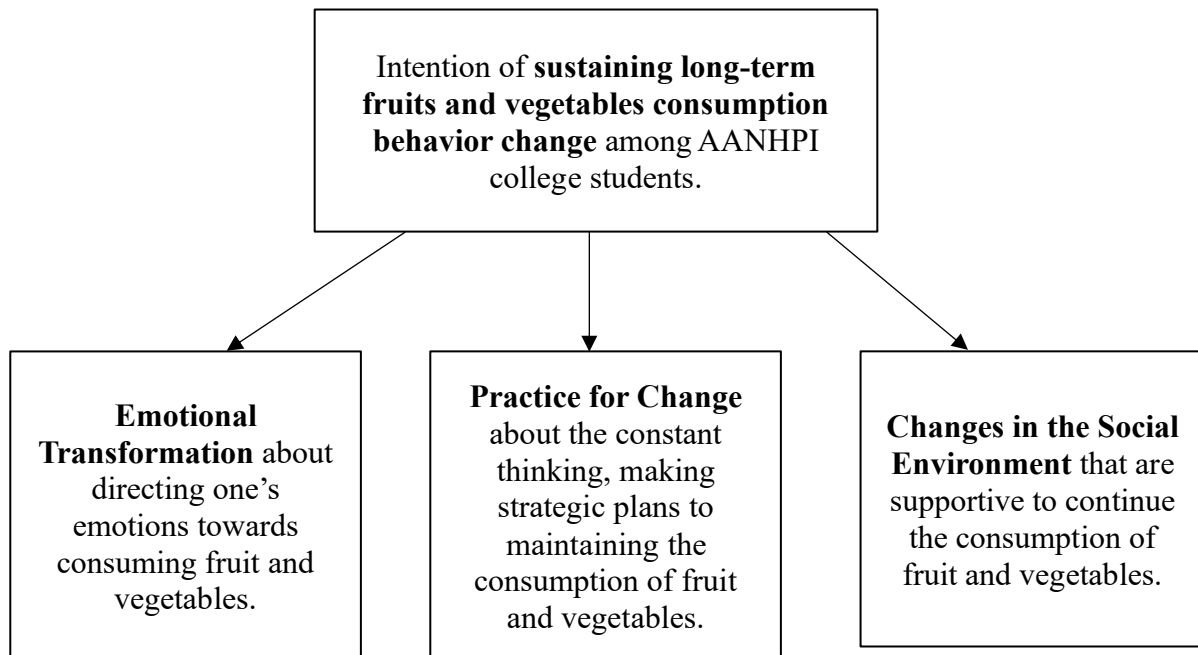 Intention of sustaining long-term
fruits and vegetables consumption
behavior change among AANHPI
college students.
Emotional
Transformation about
directing one’s
emotions towards
consuming fruit and
vegetables.
Practice for Change
about the constant
thinking, making
strategic plans to
maintaining the
consumption of fruit
and vegetables.
Changes in the Social
Environment that are
supportive to continue
the consumption of
fruit and vegetables.